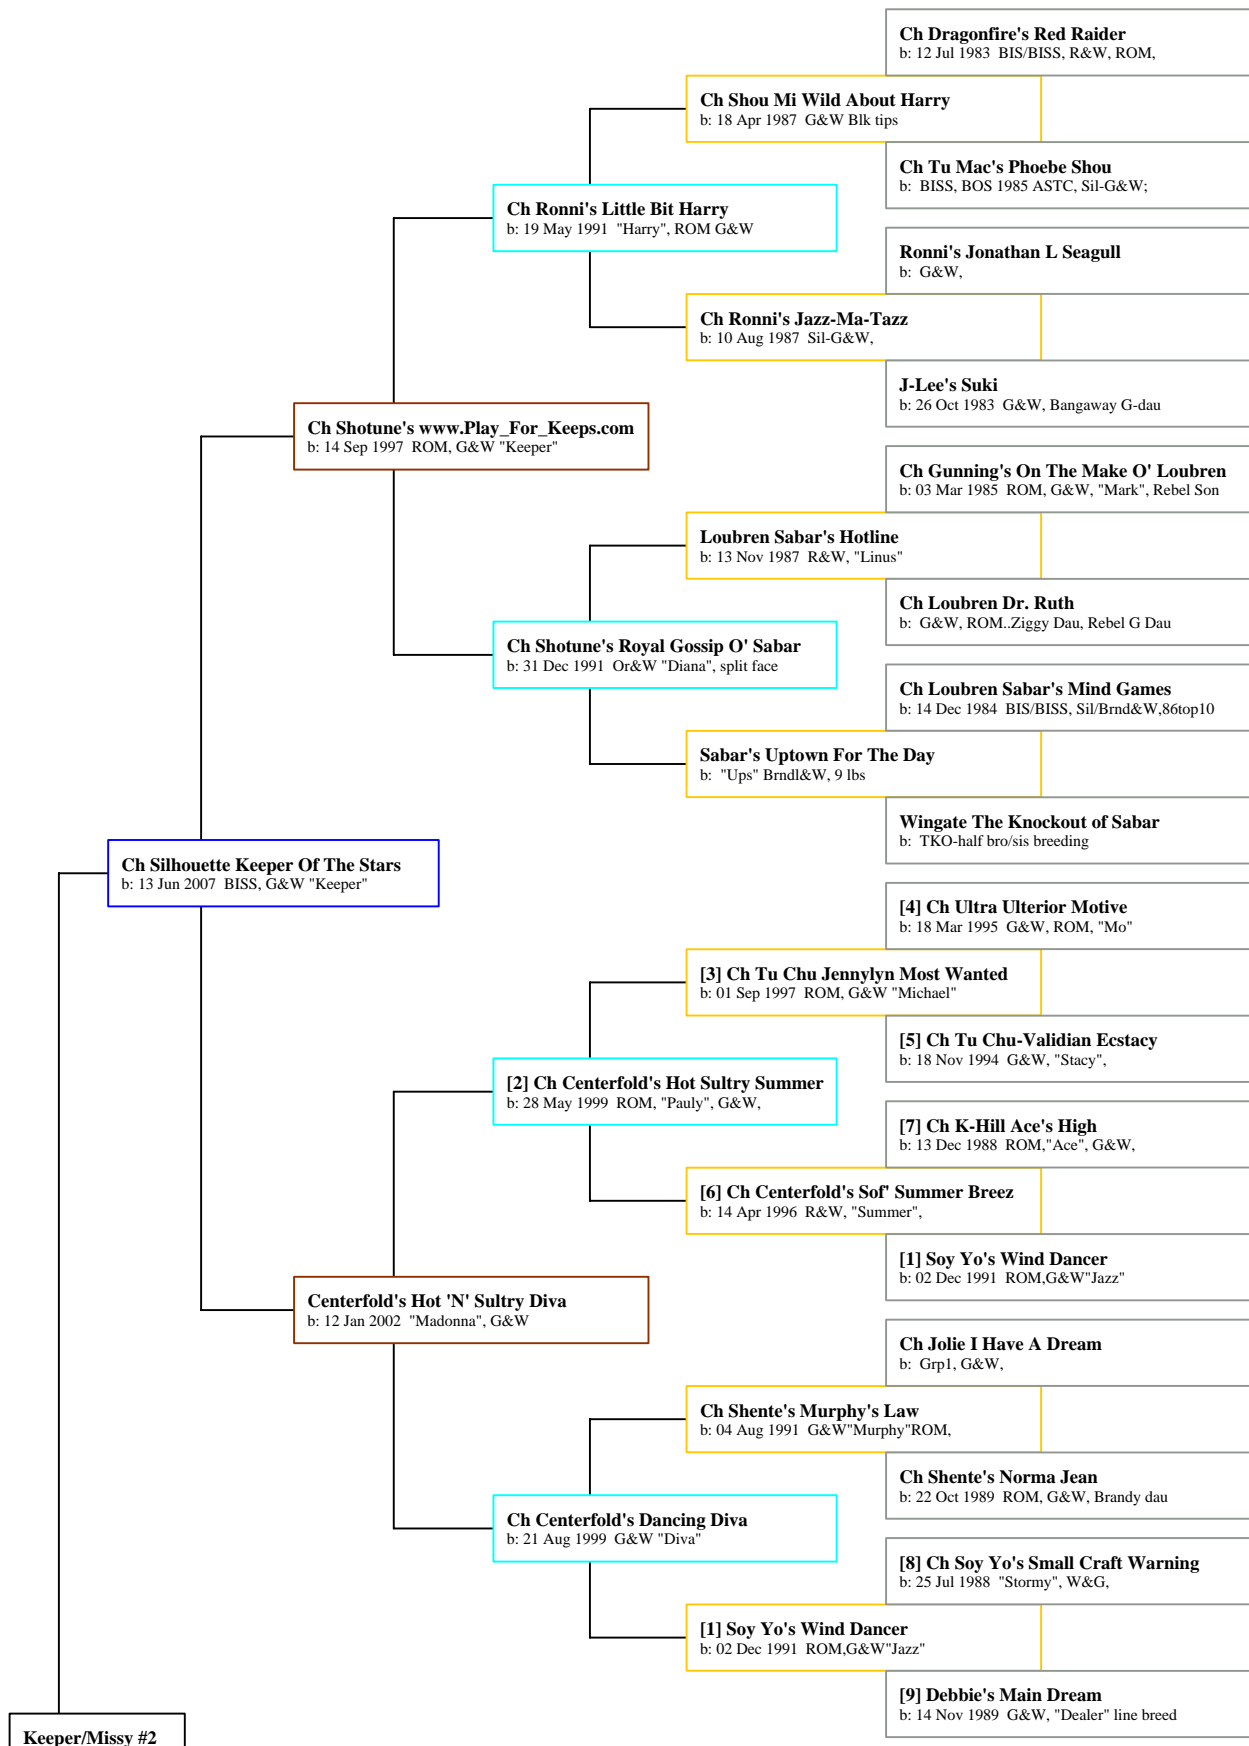 Ch Dragonfire's Red Raider
b: 12 Jul 1983  BIS/BISS, R&W, ROM,
Ch Shou Mi Wild About Harry
b: 18 Apr 1987  G&W Blk tips
Ch Tu Mac's Phoebe Shou
b:  BISS, BOS 1985 ASTC, Sil-G&W;
Ch Ronni's Little Bit Harry
b: 19 May 1991  "Harry", ROM G&W
Ronni's Jonathan L Seagull
b:  G&W,
Ch Ronni's Jazz-Ma-Tazz
b: 10 Aug 1987  Sil-G&W,
J-Lee's Suki
b: 26 Oct 1983  G&W, Bangaway G-dau
Ch Shotune's www.Play_For_Keeps.com
b: 14 Sep 1997  ROM, G&W "Keeper"
Ch Gunning's On The Make O' Loubren
b: 03 Mar 1985  ROM, G&W, "Mark", Rebel Son
Loubren Sabar's Hotline
b: 13 Nov 1987  R&W, "Linus"
Ch Loubren Dr. Ruth
b:  G&W, ROM..Ziggy Dau, Rebel G Dau
Ch Shotune's Royal Gossip O' Sabar
b: 31 Dec 1991  Or&W "Diana", split face
Ch Loubren Sabar's Mind Games
b: 14 Dec 1984  BIS/BISS, Sil/Brnd&W,86top10
Sabar's Uptown For The Day
b:  "Ups" Brndl&W, 9 lbs
Wingate The Knockout of Sabar
b:  TKO-half bro/sis breeding
Ch Silhouette Keeper Of The Stars
b: 13 Jun 2007  BISS, G&W "Keeper"
[4] Ch Ultra Ulterior Motive
b: 18 Mar 1995  G&W, ROM, "Mo"
[3] Ch Tu Chu Jennylyn Most Wanted
b: 01 Sep 1997  ROM, G&W "Michael"
[5] Ch Tu Chu-Validian Ecstacy
b: 18 Nov 1994  G&W, "Stacy",
[2] Ch Centerfold's Hot Sultry Summer
b: 28 May 1999  ROM, "Pauly", G&W,
[7] Ch K-Hill Ace's High
b: 13 Dec 1988  ROM,"Ace", G&W,
[6] Ch Centerfold's Sof' Summer Breez
b: 14 Apr 1996  R&W, "Summer",
[1] Soy Yo's Wind Dancer
b: 02 Dec 1991  ROM,G&W"Jazz"
Centerfold's Hot 'N' Sultry Diva
b: 12 Jan 2002  "Madonna", G&W
Ch Jolie I Have A Dream
b:  Grp1, G&W,
Ch Shente's Murphy's Law
b: 04 Aug 1991  G&W"Murphy"ROM,
Ch Shente's Norma Jean
b: 22 Oct 1989  ROM, G&W, Brandy dau
Ch Centerfold's Dancing Diva
b: 21 Aug 1999  G&W "Diva"
[8] Ch Soy Yo's Small Craft Warning
b: 25 Jul 1988  "Stormy", W&G,
[1] Soy Yo's Wind Dancer
b: 02 Dec 1991  ROM,G&W"Jazz"
[9] Debbie's Main Dream
b: 14 Nov 1989  G&W, "Dealer" line breed
Keeper/Missy #2